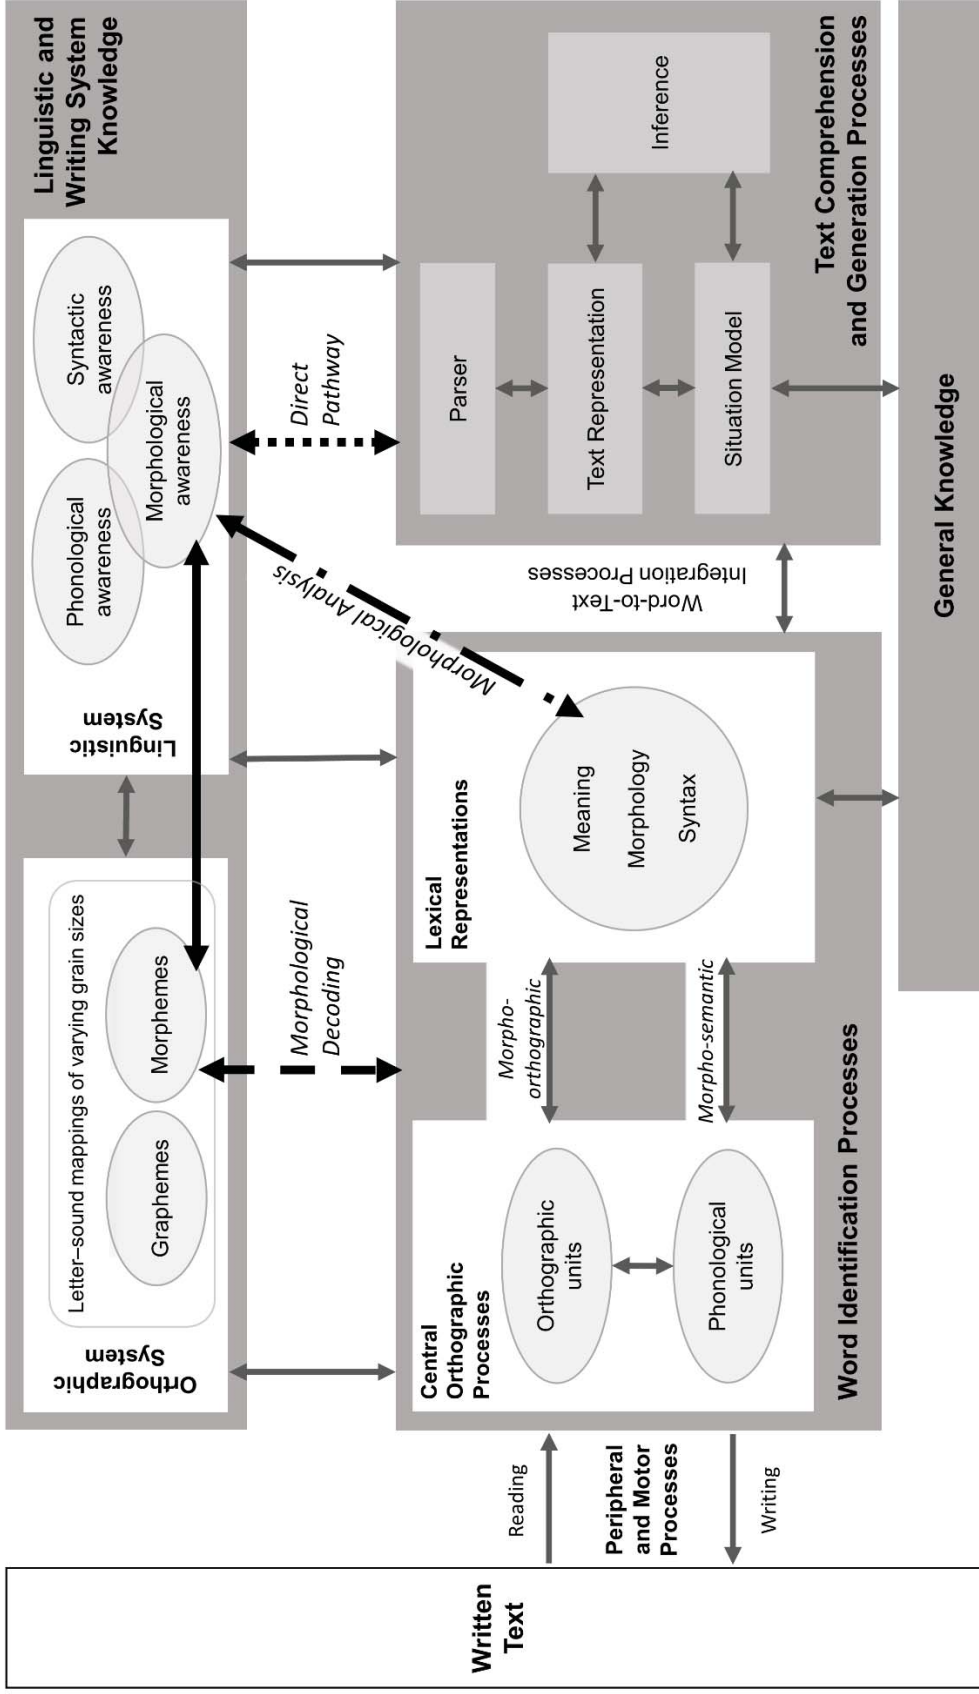 Written
Text
Reading
Peripheral
and Motor
Processes
Writing
Orthographic
System
Letter–sound mappings of varying grain sizes
Graphemes
Morphemes
Linguistic
System
Phonological
awareness
Morphological
awareness
Syntactic
awareness
Linguistic and
Writing System
Knowledge
Morphological
Decoding
Morphological Analysis
Direct
Pathway
Central
Orthographic
Processes
Orthographic
units
Phonological
units
Morpho-
orthographic
Morpho-semantic
Lexical
Representations
Meaning
Morphology
Syntax
Word Identification Processes
Word-to-Text
Integration Processes
Parser
Text Representation
Situation Model
Inference
Text Comprehension
and Generation Processes
General Knowledge